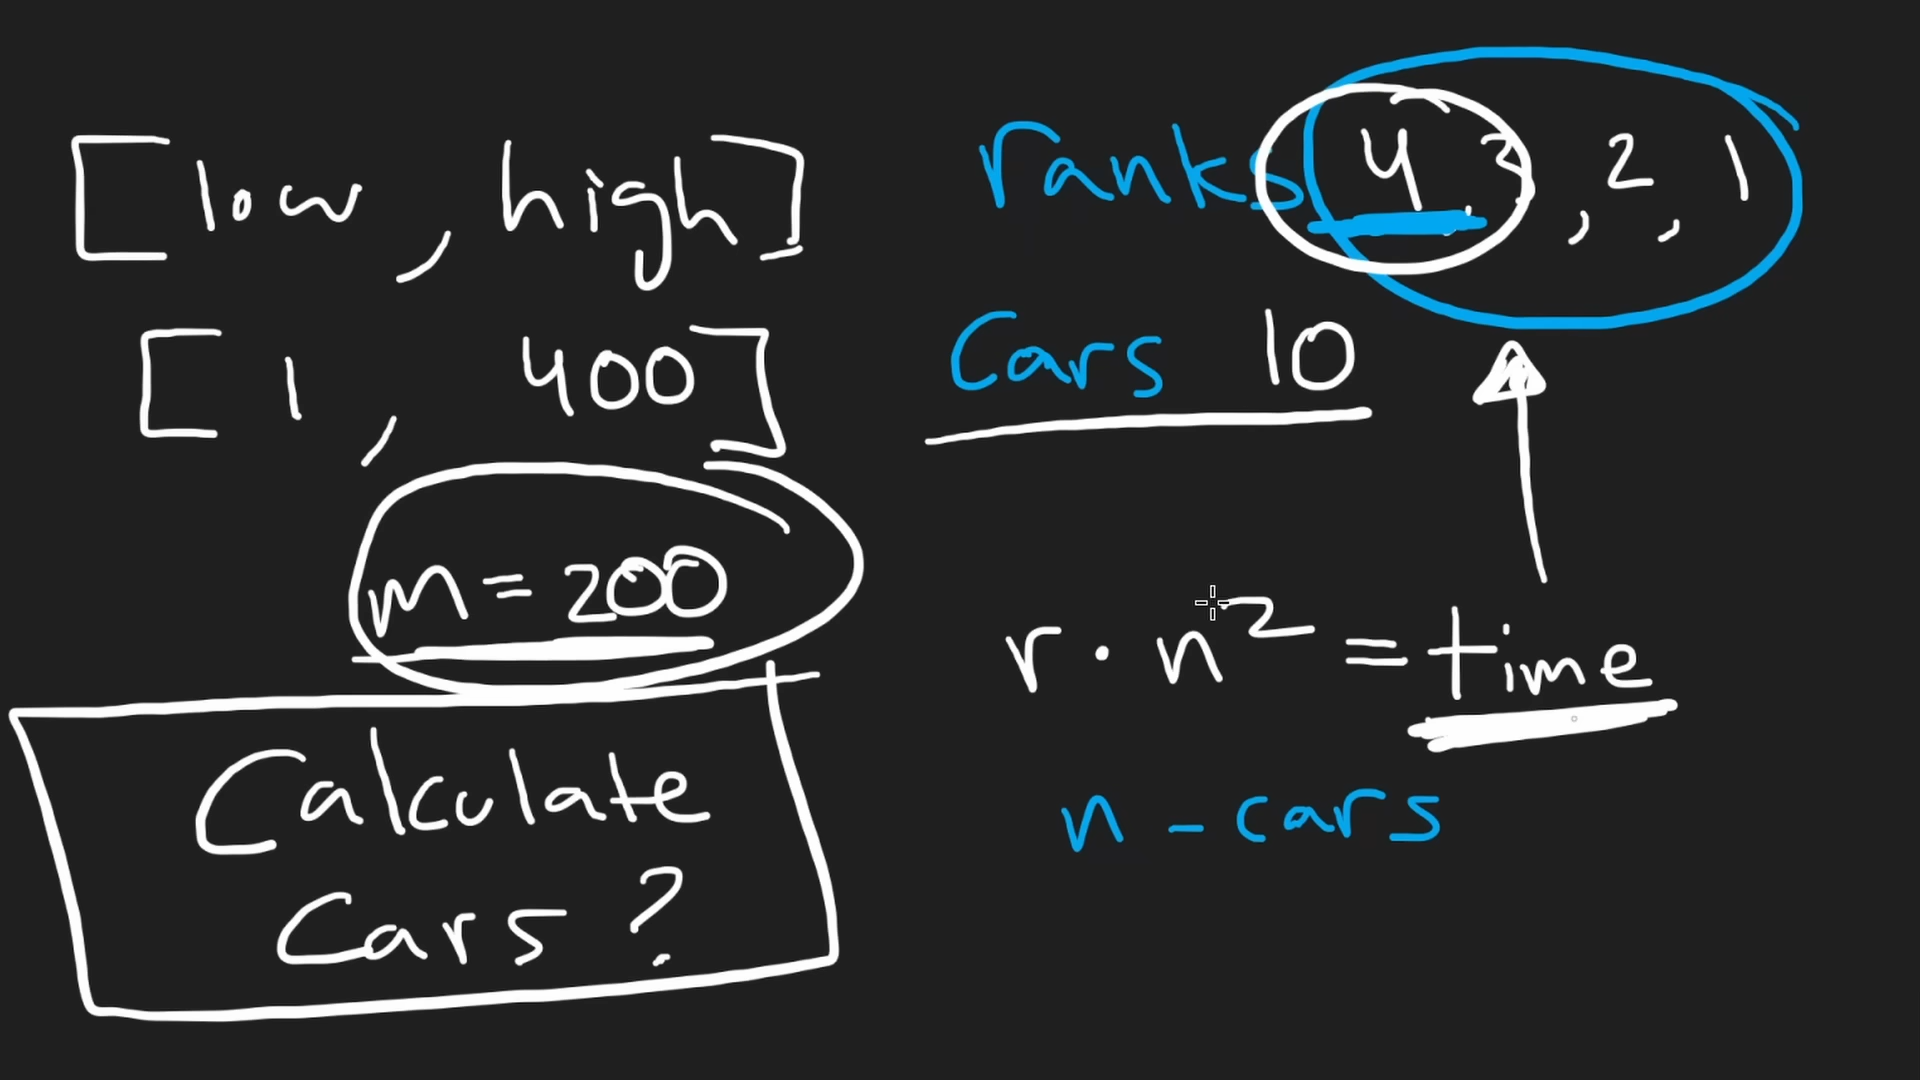 [low, high]
[1, 400]
m = 200
Calculate
Cars?
ranks 4, 3, 2, 1
Cars 10
r · n² = time
n - cars